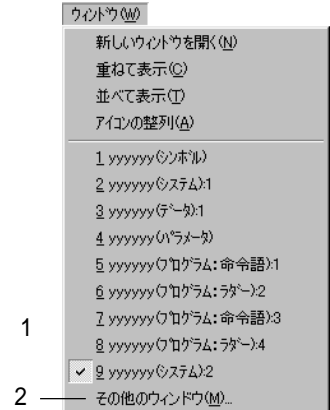 ウィンドウ(W)
新しいウィンドウを開く(N)
重ねて表示(C)
並べて表示(T)
アイコンの整列(A)
1 yyyyyy(シンボル)
2 yyyyyy(システム):1
3 yyyyyy(データ):1
4 yyyyyy(パラメータ)
5 yyyyyy(プログラム:命令語):1
6 yyyyyy(プログラム:ラダー):2
7 yyyyyy(プログラム:命令語):3
8 yyyyyy(プログラム:ラダー):4
1
9 yyyyyy(システム):2
2 その他のウィンドウ(M)...